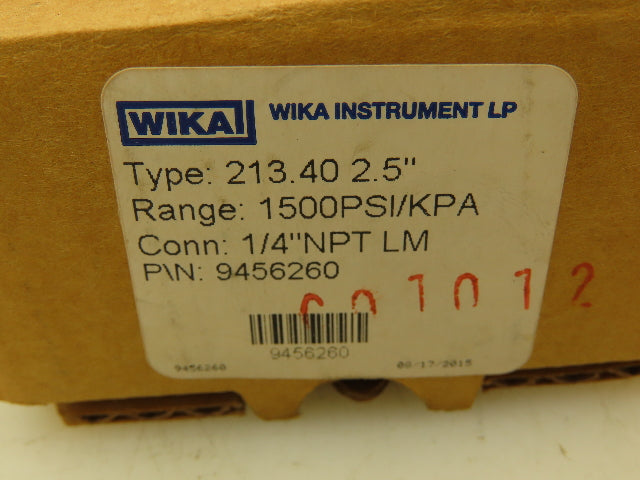 WIKA WIKA INSTRUMENT LP
Type: 213.40 2.5"
Range: 1500PSI/KPA
Conn: 1/4"NPT LM
P\N: 9456260
9456260
9456260 08/17/2015